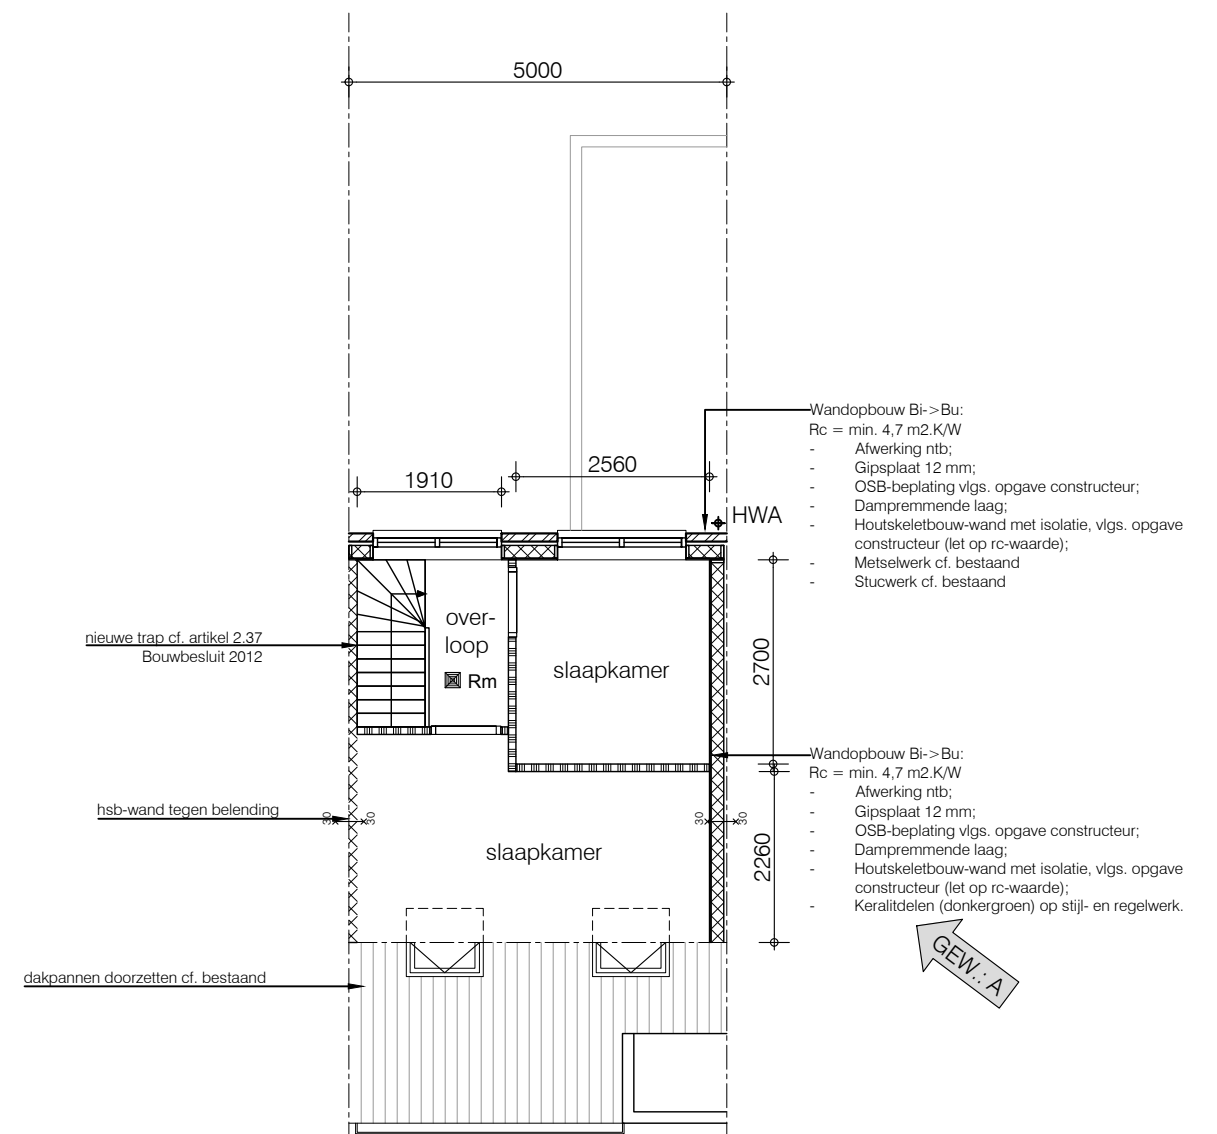 5000
Wandopbouw Bi->Bu:
Rc = min. 4,7 m2.K/W
- Afwerking ntb;
- Gipsplaat 12 mm;
- OSB-beplating vlgs. opgave constructeur;
- Dampremmende laag;
- Houtskeletbouw-wand met isolatie, vlgs. opgave
constructeur (let op rc-waarde);
- Metselwerk cf. bestaand
- Stucwerk cf. bestaand
1910
2560
HWA
over-
loop
Rm
slaapkamer
2700
nieuwe trap cf. artikel 2.37
Bouwbesluit 2012
Wandopbouw Bi->Bu:
Rc = min. 4,7 m2.K/W
- Afwerking ntb;
- Gipsplaat 12 mm;
- OSB-beplating vlgs. opgave constructeur;
- Dampremmende laag;
- Houtskeletbouw-wand met isolatie, vlgs. opgave
constructeur (let op rc-waarde);
- Keralitdelen (donkergroen) op stijl- en regelwerk.
hsb-wand tegen belending
30
30
30
30
slaapkamer
2260
GEW.: A
dakpannen doorzetten cf. bestaand